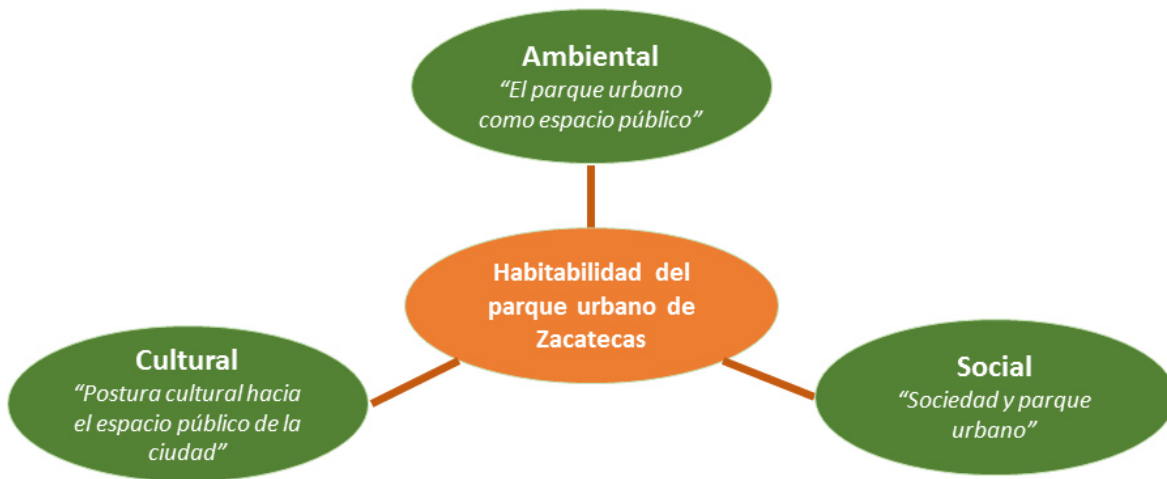 Ambiental
“El parque urbano
como espacio público”
Habitabilidad del
parque urbano de
Zacatecas
Cultural
“Postura cultural hacia
el espacio público de la
ciudad”
Social
“Sociedad y parque
urbano”